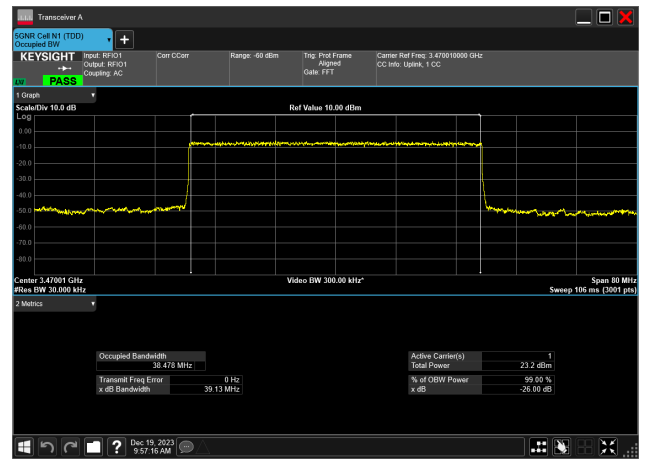 Transceiver A
5GNR Cell N1 (TDD)
Occupied BW
KEYSIGHT
LW PASS
Input: RFIO1
Output: RFIO1
Coupling: AC
Corr CCorr
Range: -60 dBm
Trig: Prot Frame
Aligned
Gate: FFT
Carrier Ref Freq: 3.470010000 GHz
CC Info: Uplink, 1 CC
1 Graph
Scale/Div 10.0 dB
Ref Value 10.00 dBm
Log
0.00
-10.0
-20.0
-30.0
-40.0
-50.0
-60.0
-70.0
-80.0
Center 3.47001 GHz
Video BW 300.00 kHz*
Span 80 MHz
#Res BW 30.000 kHz
Sweep 106 ms (3001 pts)
2 Metrics
Occupied Bandwidth
38.478 MHz
Transmit Freq Error 0 Hz
x dB Bandwidth 39.13 MHz
Active Carrier(s) 1
Total Power 23.2 dBm
% of OBW Power 99.00 %
x dB -26.00 dB
Dec 19, 2023
9:57:16 AM